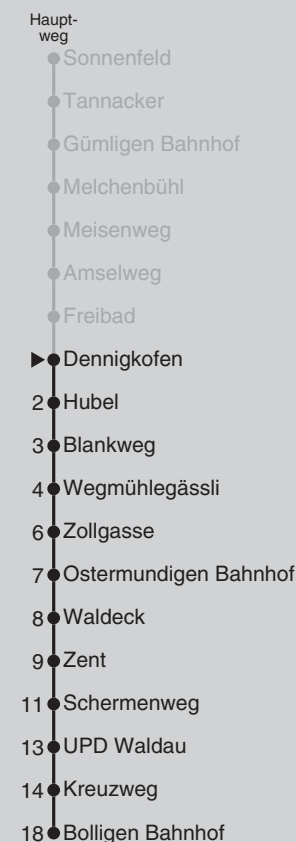 Haupt-
weg
Sonnenfeld
Tannacker
Gümligen Bahnhof
Melchenbühl
Meisenweg
Amselweg
Freibad
Dennigkofen
2 Hubel
3 Blankweg
4 Wegmühlegässli
6 Zollgasse
7 Ostermundigen Bahnhof
8 Waldeck
9 Zent
11 Schermenweg
13 UPD Waldau
14 Kreuzweg
18 Bolligen Bahnhof